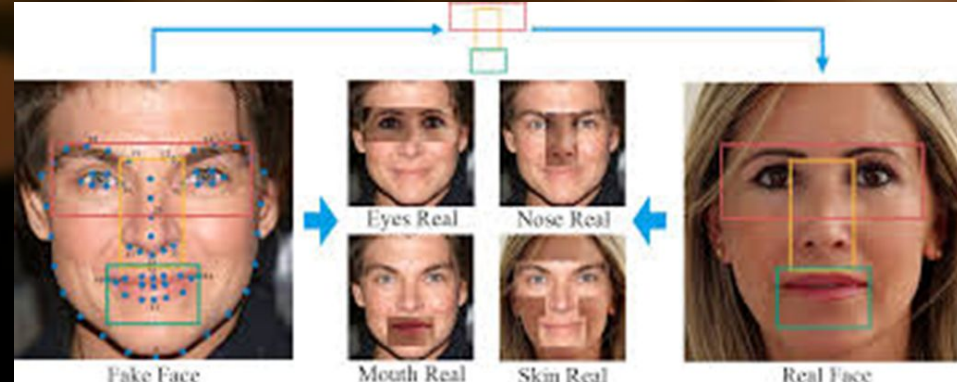 Eyes Real
Nose Real
Fake Face
Mouth Real
Skin Real
Real Face